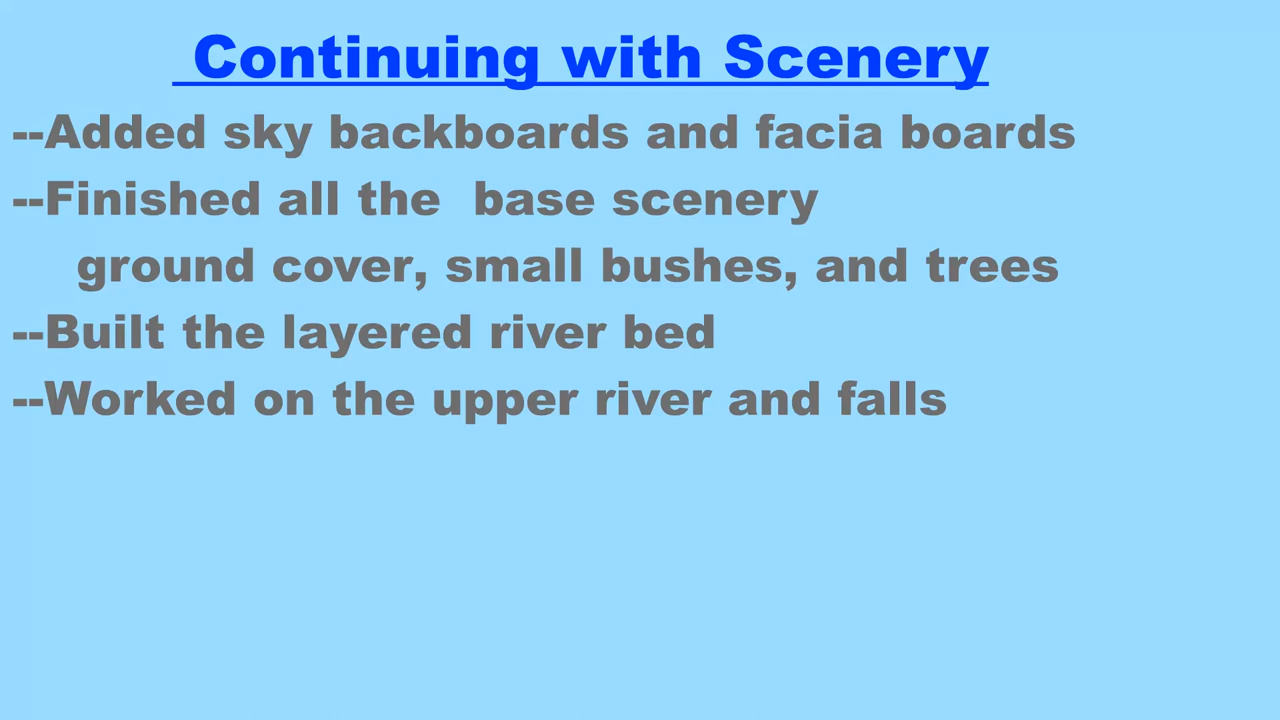 Continuing with Scenery
--Added sky backboards and facia boards
--Finished all the  base scenery
ground cover, small bushes, and trees
--Built the layered river bed
--Worked on the upper river and falls